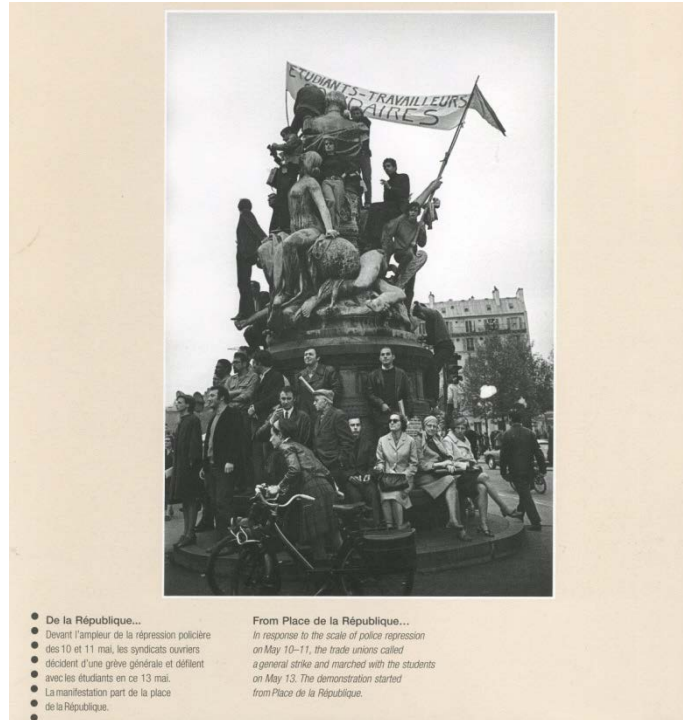 ETUDIANTS-TRAVAILLEURS
De la République...
Devant l'ampleur de la répression policière
des 10 et 11 mai, les syndicats ouvriers
décident d'une grève générale et défilent
avec les étudiants en ce 13 mai.
La manifestation part de la place
de la République.
From Place de la République...
In response to the scale of police repression
on May 10–11, the trade unions called
a general strike and marched with the students
on May 13. The demonstration started
from Place de la République.